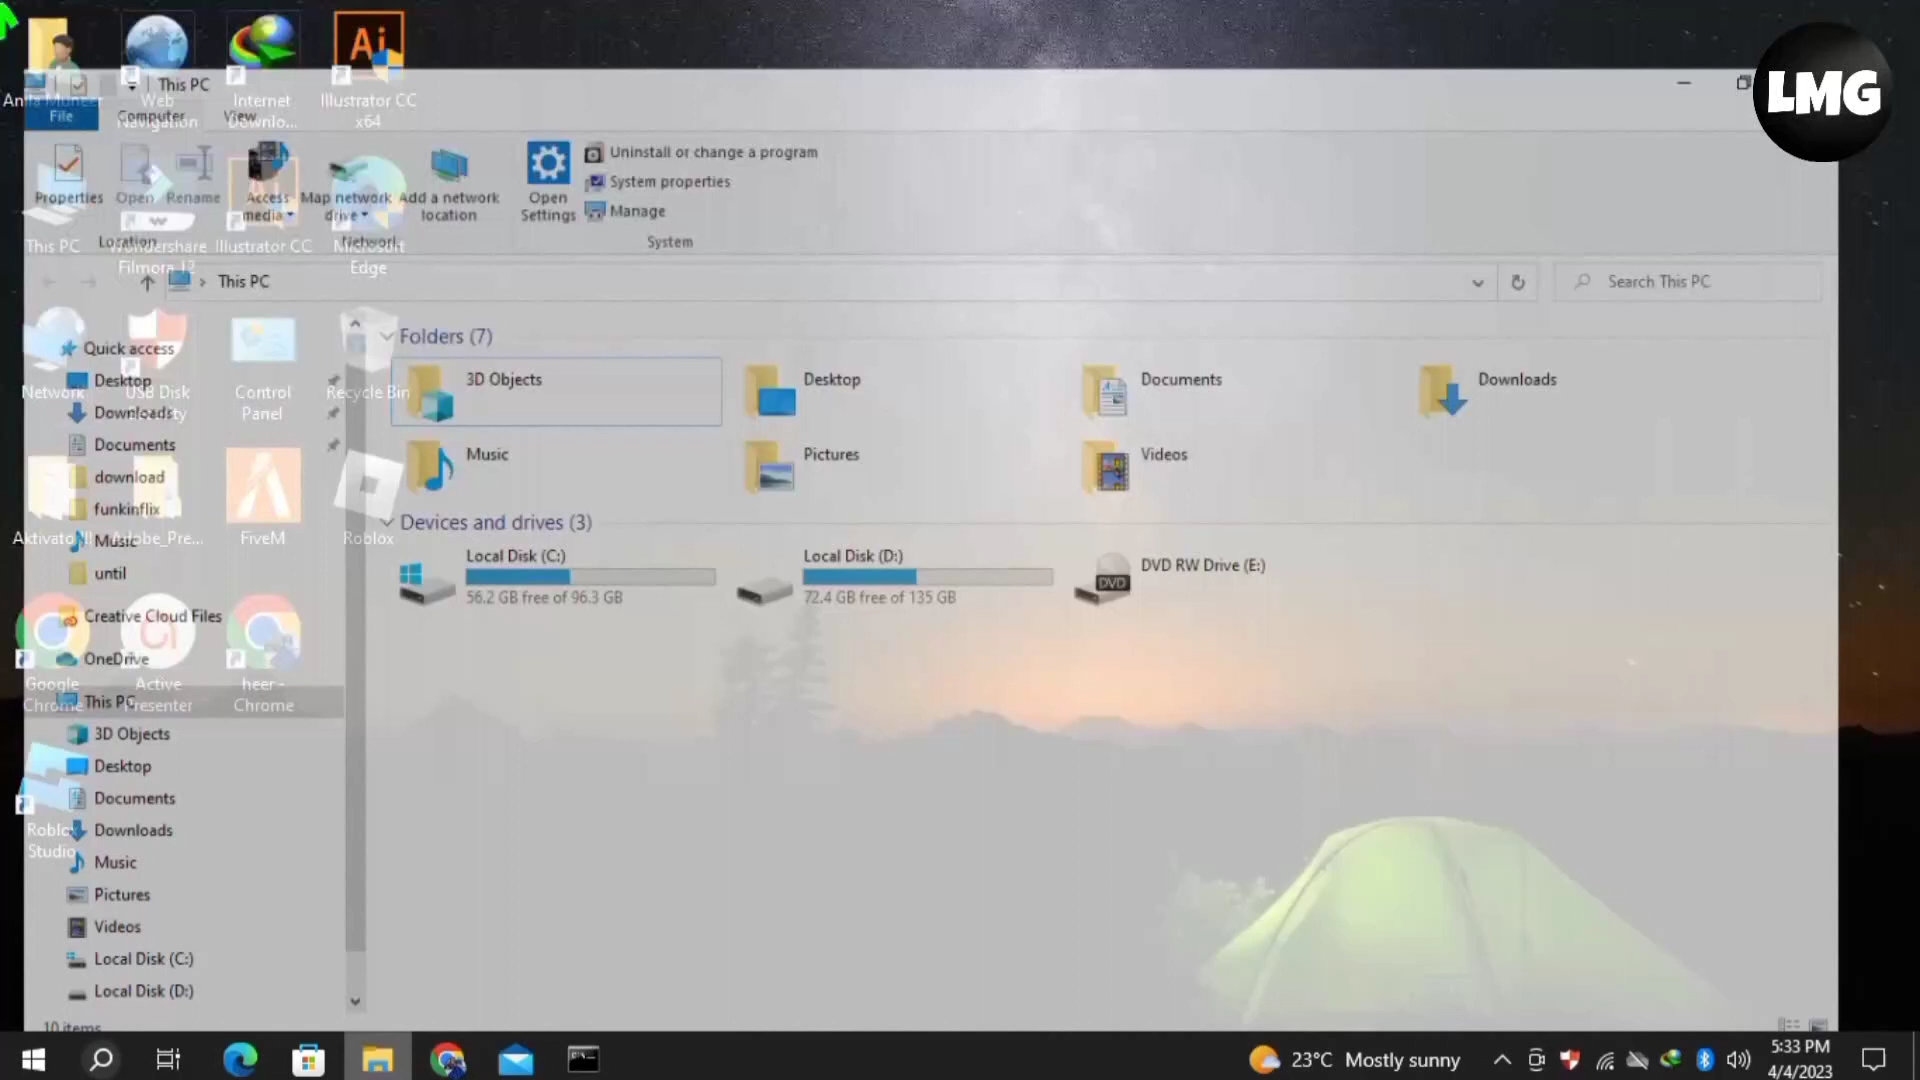 This PC
LMG
File
Computer
View
Web
Navigation
Internet
Downlo...
Illustrator CC
x64
Properties
Open
Rename
Access
media
Map network
drive
Add a network
location
Open
Settings
Uninstall or change a program
System properties
Manage
Location
Network
System
This PC
Wondershare
Filmora 12
Illustrator CC
Microsoft
Edge
This PC
Search This PC
Quick access
Desktop
Downloads
Documents
download
funkinflix
Music
until
Creative Cloud Files
OneDrive
This PC
3D Objects
Desktop
Documents
Downloads
Music
Pictures
Videos
Local Disk (C:)
Local Disk (D:)
10 items
Network
USB Disk
Control
Panel
Recycle Bin
Adobe_Pre...
FiveM
Roblox
Google
Chrome
Active
Presenter
heer -
Chrome
Roblox
Studio
Folders (7)
3D Objects
Desktop
Documents
Downloads
Music
Pictures
Videos
Devices and drives (3)
Local Disk (C:)
56.2 GB free of 96.3 GB
Local Disk (D:)
72.4 GB free of 135 GB
DVD
DVD RW Drive (E:)
23°C Mostly sunny
5:33 PM
4/4/2023